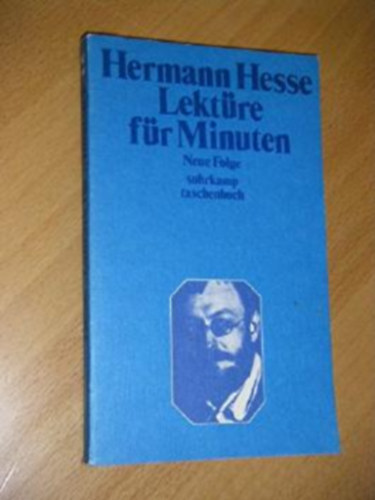 Hermann Hesse
Lektüre
für Minuten
Neue Folge
suhrkamp
taschenbuch